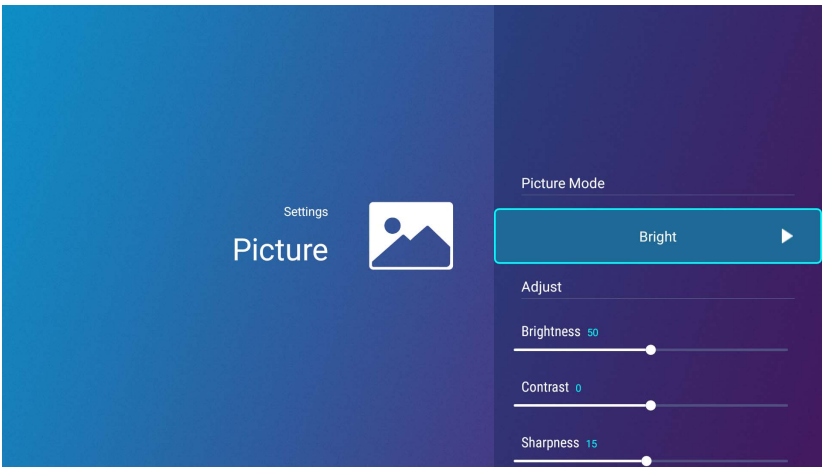 Settings
Picture
Picture Mode
Bright
Adjust
Brightness 50
Contrast 0
Sharpness 15